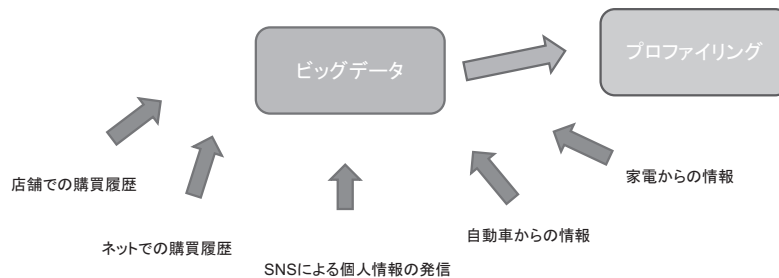 ビッグデータ
プロファイリング
店舗での購買履歴
ネットでの購買履歴
SNSによる個人情報の発信
自動車からの情報
家電からの情報